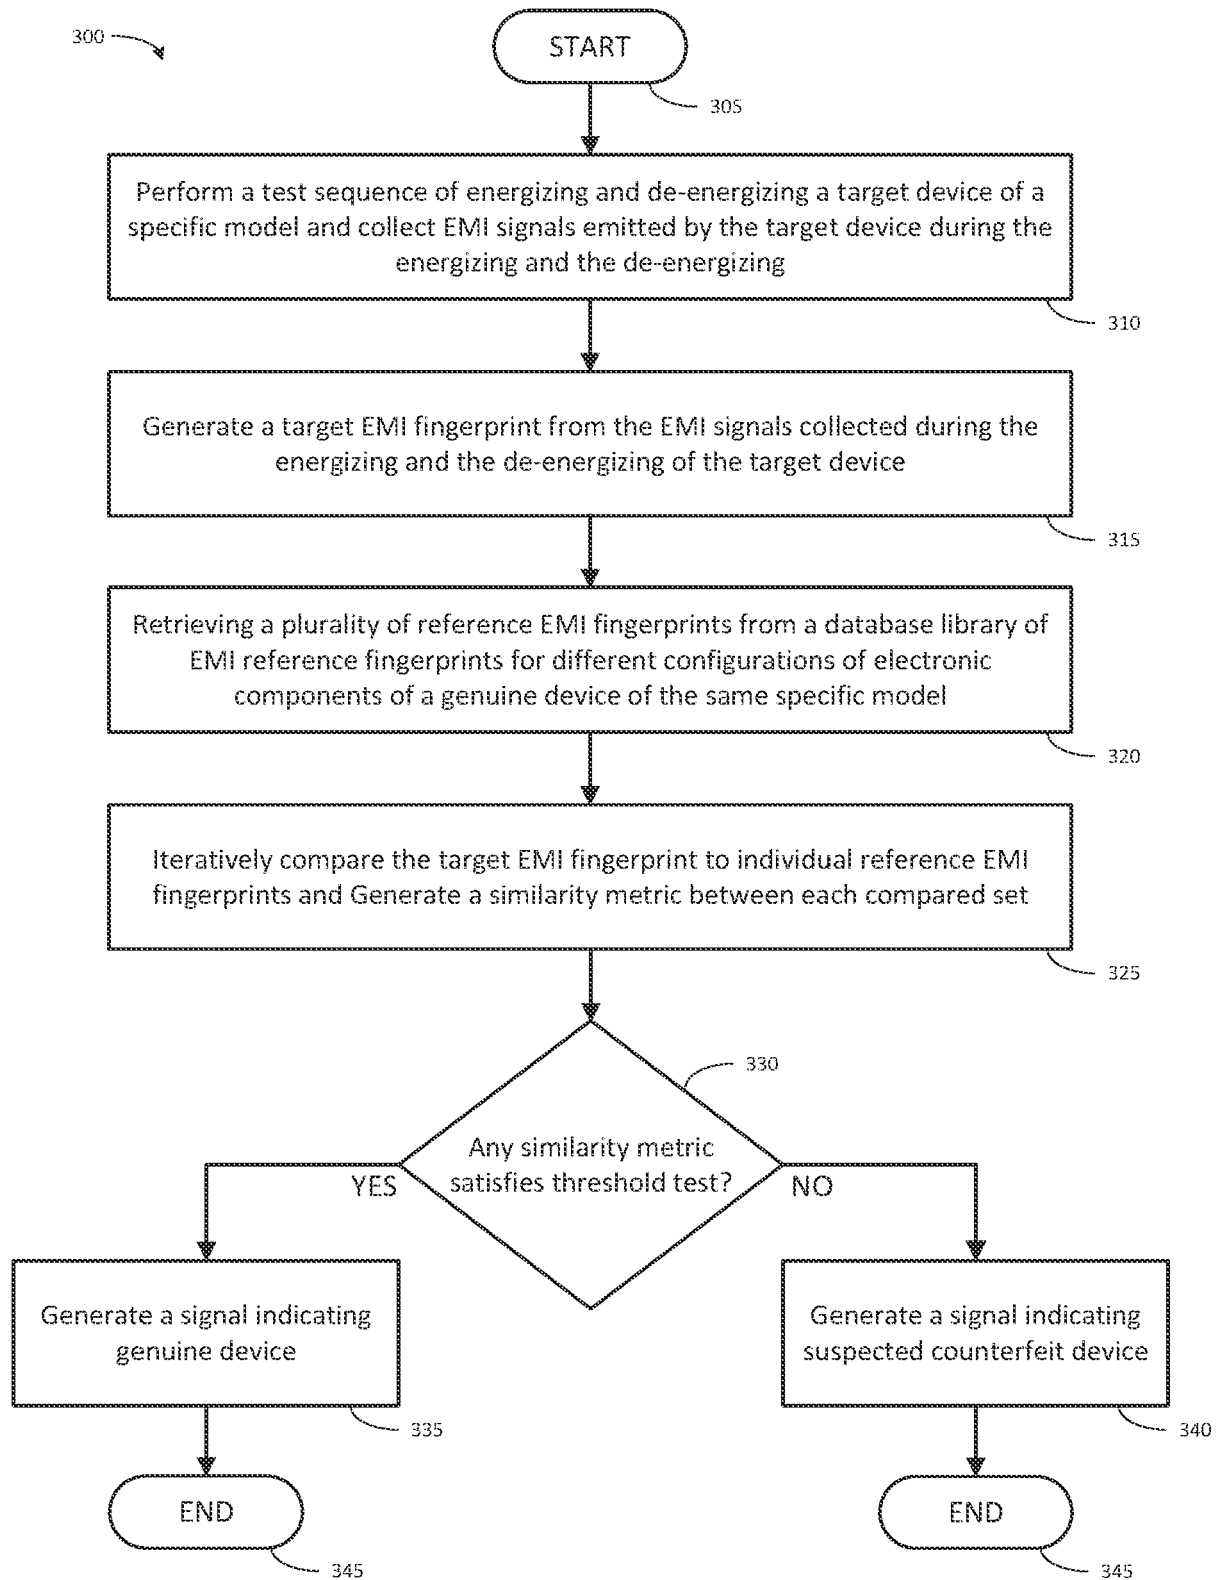 300
START
305
Perform a test sequence of energizing and de-energizing a target device of a
specific model and collect EMI signals emitted by the target device during the
energizing and the de-energizing
310
Generate a target EMI fingerprint from the EMI signals collected during the
energizing and the de-energizing of the target device
315
Retrieving a plurality of reference EMI fingerprints from a database library of
EMI reference fingerprints for different configurations of electronic
components of a genuine device of the same specific model
320
Iteratively compare the target EMI fingerprint to individual reference EMI
fingerprints and Generate a similarity metric between each compared set
325
330
Any similarity metric
satisfies threshold test?
YES
NO
Generate a signal indicating
genuine device
335
Generate a signal indicating
suspected counterfeit device
340
END
345
END
345